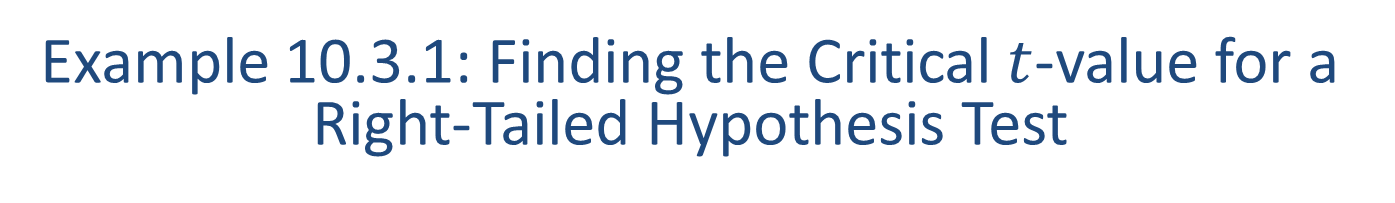 Example 10.3.1: Finding the Critical t-value for a
Right-Tailed Hypothesis Test